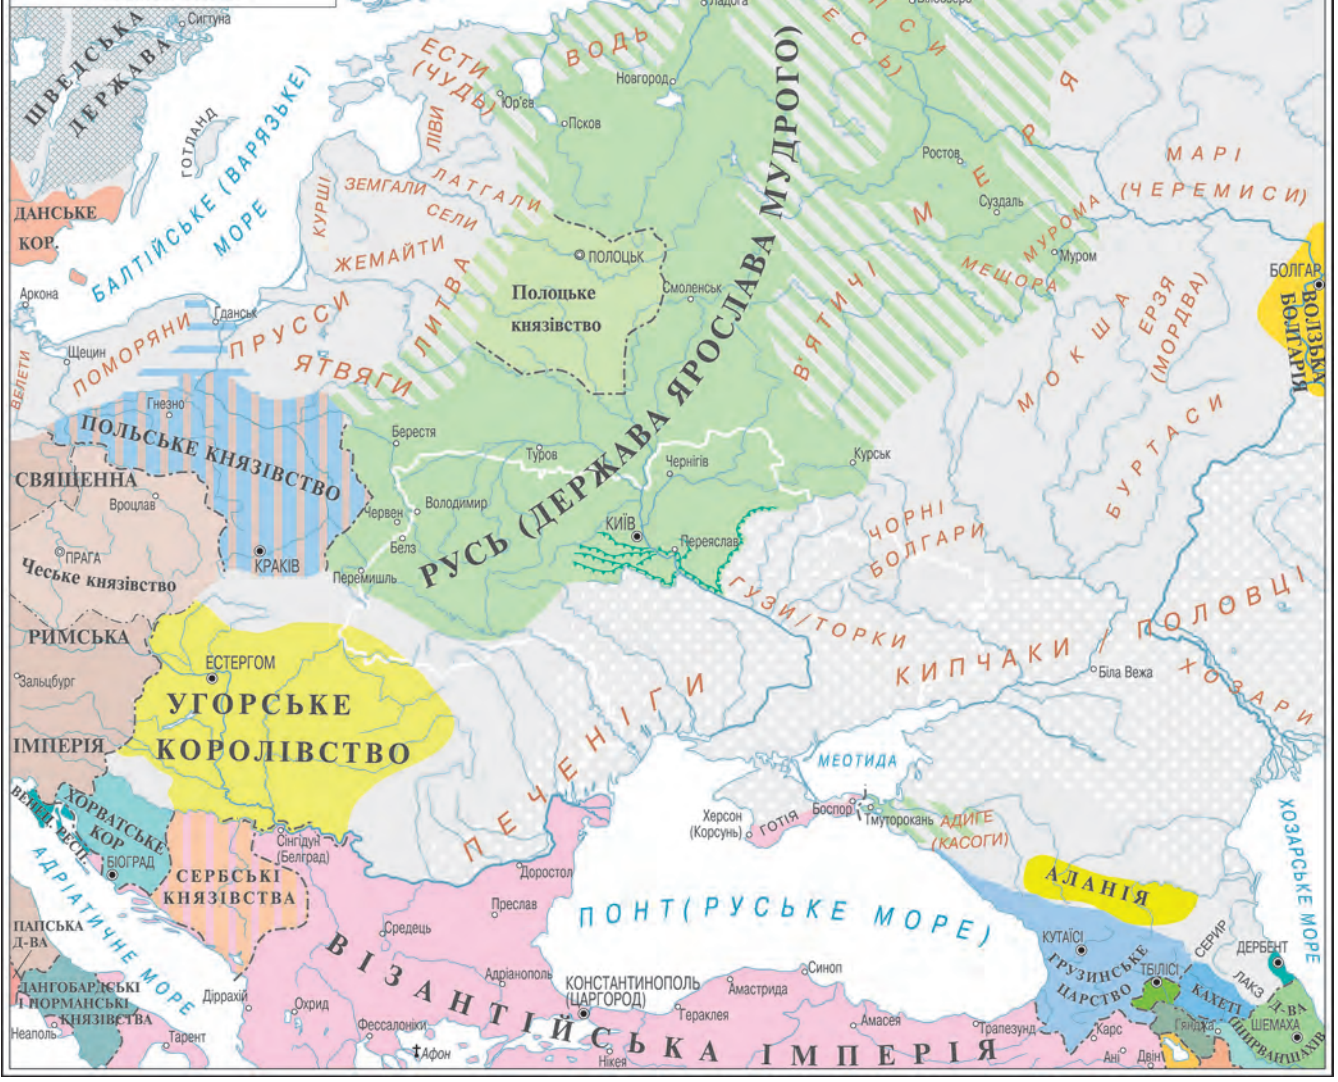 Сигтуна
Ладога
ШВЕДСЬКА
ДЕРЖАВА
ГОТЛАНД
БАЛТІЙСЬКЕ (ВАРЯЗЬКЕ)
МОРЕ
ДАНСЬКЕ
КОР.
ЕСТИ
(ЧУДЬ)
ВОДЬ
Новгород
Юр'єв
Псков
ЛІВИ
КУРШІ
ЗЕМГАЛИ
ЛАТГАЛИ
СЕЛИ
ЖЕМАЙТИ
ЛИТВА
ПОЛОЦЬК
Полоцьке
князівство
Смоленськ
РУСЬ (ДЕРЖАВА ЯРОСЛАВА МУДРОГО)
Ростов
Суздаль
МЕРЯ
МУРОМА
Муром
МЕЩОРА
В'ЯТИЧІ
МАРІ
(ЧЕРЕМИСИ)
МОКША
ЕРЗЯ
(МОРДВА)
БУРТАСИ
БОЛГАР
ВОЛЗЬКА
БОЛГАРІЯ
Аркона
Гданськ
Щецин
ПОМОРЯНИ
ПРУССИ
ЯТВЯГИ
ВЕЛЕТИ
Гнезно
ПОЛЬСЬКЕ КНЯЗІВСТВО
Берестя
Туров
Чернігів
Курськ
СВЯЩЕННА
Вроцлав
ПРАГА
Чеське князівство
КРАКІВ
Червен
Володимир
Белз
Перемишль
КИЇВ
Переяслав
ЧОРНІ
БОЛГАРИ
ГУЗИ/ТОРКИ
КИПЧАКИ / ПОЛОВЦІ
ХОЗАРИ
Біла Вежа
РИМСЬКА
Зальцбург
ІМПЕРІЯ
ЕСТЕРГОМ
УГОРСЬКЕ
КОРОЛІВСТВО
ПЕЧЕНІГИ
МЕОТИДА
Херсон
(Корсунь)
ГОТІЯ
Боспор
Тмуторокань
АДИГЕ
(КАСОГИ)
АЛАНІЯ
ХОЗАРСЬКЕ МОРЕ
ВЕНЕЦ. РЕСП.
ХОРВАТСЬКЕ
КОР
БІОГРАД
СЕРБСЬКІ
КНЯЗІВСТВА
Сінгідун
(Белград)
Доростол
Преслав
Средець
АДРІАТИЧНЕ МОРЕ
ПАПСЬКА
Д-ВА
ЛАНГОБАРДСЬКІ
І НОРМАНСЬКІ
КНЯЗІВСТВА
Неаполь
Тарент
Діррахій
Охрид
Фессалоніки
Афон
Адріанополь
КОНСТАНТИНОПОЛЬ
(ЦАРГОРОД)
Нікея
Гераклея
Амастрида
Синоп
Амасея
Трапезунд
ВІЗАНТІЙСЬКА ІМПЕРІЯ
ПОНТ (РУСЬКЕ МОРЕ)
КУТАЇСІ
ГРУЗИНСЬКЕ
ЦАРСТВО
ТБІЛІСІ
КАХЕТІ
СЕРИР
ЛАКЗ
ДЕРБЕНТ
Д-ВА
ШИРВАНШАХІВ
ШЕМАХА
Гянджа
Карс
Ані
Двін